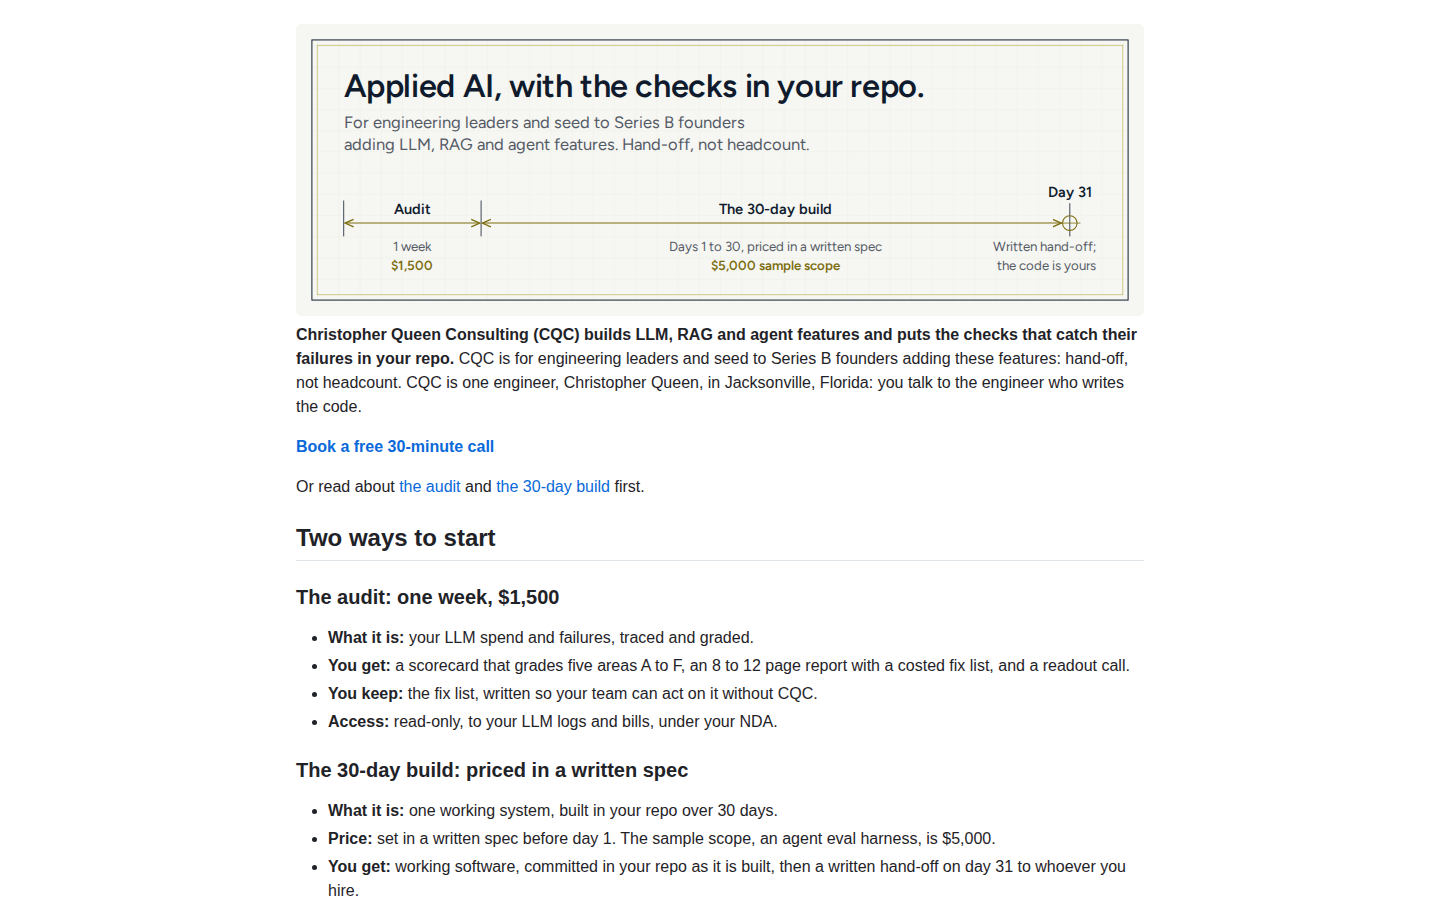 Applied AI, with the checks in your repo.
For engineering leaders and seed to Series B founders
adding LLM, RAG and agent features. Hand-off, not headcount.
Day 31
Audit
The 30-day build
1 week
Days 1 to 30, priced in a written spec
Written hand-off;
$1,500
$5,000 sample scope
the code is yours
Christopher Queen Consulting (CQC) builds LLM, RAG and agent features and puts the checks that catch their
failures in your repo. CQC is for engineering leaders and seed to Series B founders adding these features: hand-off,
not headcount. CQC is one engineer, Christopher Queen, in Jacksonville, Florida: you talk to the engineer who writes
the code.
Book a free 30-minute call
Or read about the audit and the 30-day build first.
Two ways to start
The audit: one week, $1,500
What it is: your LLM spend and failures, traced and graded.
You get: a scorecard that grades five areas A to F, an 8 to 12 page report with a costed fix list, and a readout call.
You keep: the fix list, written so your team can act on it without CQC.
Access: read-only, to your LLM logs and bills, under your NDA.
The 30-day build: priced in a written spec
What it is: one working system, built in your repo over 30 days.
Price: set in a written spec before day 1. The sample scope, an agent eval harness, is $5,000.
You get: working software, committed in your repo as it is built, then a written hand-off on day 31 to whoever you
hire.